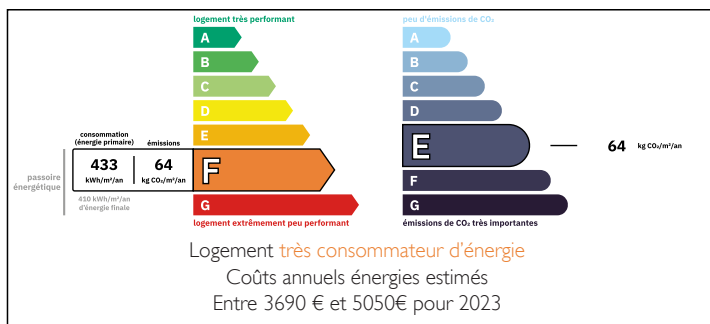 logement très performant
A
B
C
D
E
consommation
(énergie primaire)
émissions
433
64
kWh/m²/an
kg CO₂/m²/an
F
passoire
énergétique
410 kWh/m²/an
d'énergie finale
G
logement extrêmement peu performant
peu d'émissions de CO₂
A
B
C
D
E
64 kg CO₂/m²/an
F
G
émissions de CO₂ très importantes
Logement très consommateur d'énergie
Coûts annuels énergies estimés
Entre 3690 € et 5050€ pour 2023